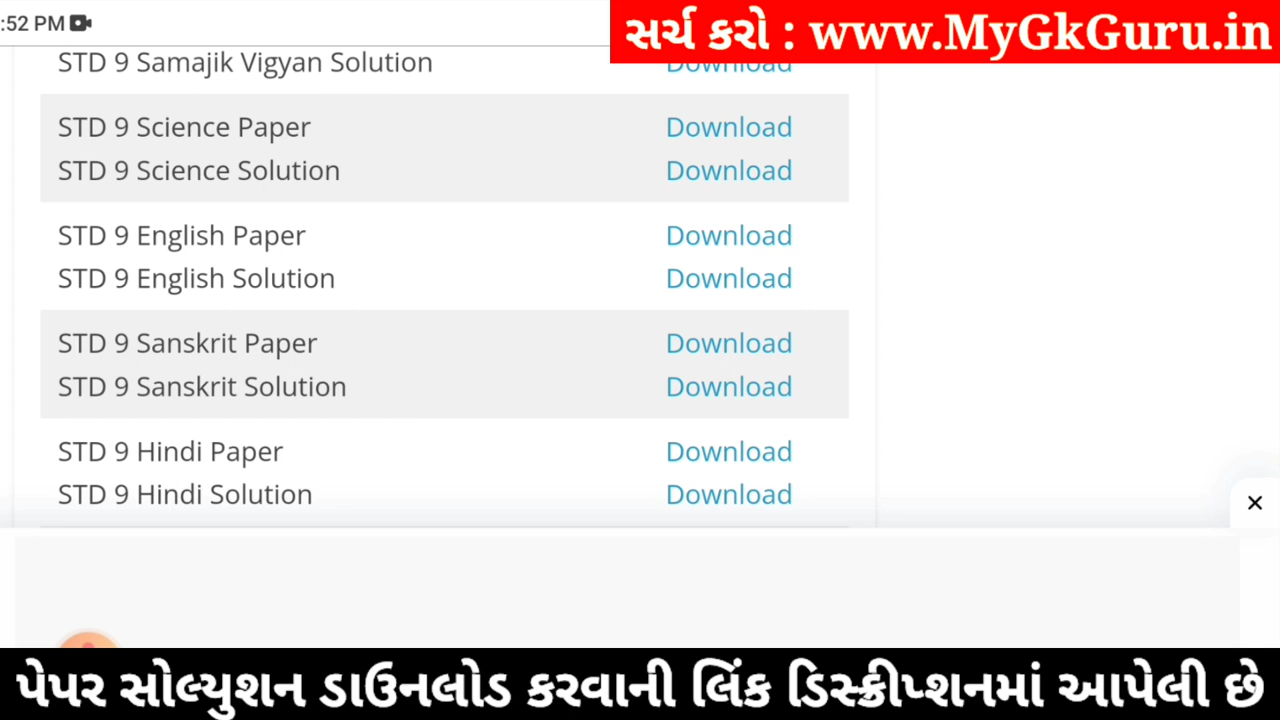 :52 PM
સર્ચ કરો : www.MyGkGuru.in
STD 9 Samajik Vigyan Solution Download
STD 9 Science Paper Download
STD 9 Science Solution Download
STD 9 English Paper Download
STD 9 English Solution Download
STD 9 Sanskrit Paper Download
STD 9 Sanskrit Solution Download
STD 9 Hindi Paper Download
STD 9 Hindi Solution Download
પેપર સોલ્યુશન ડાઉનલોડ કરવાની લિંક ડિસ્ક્રીપ્શનમાં આપેલી છે